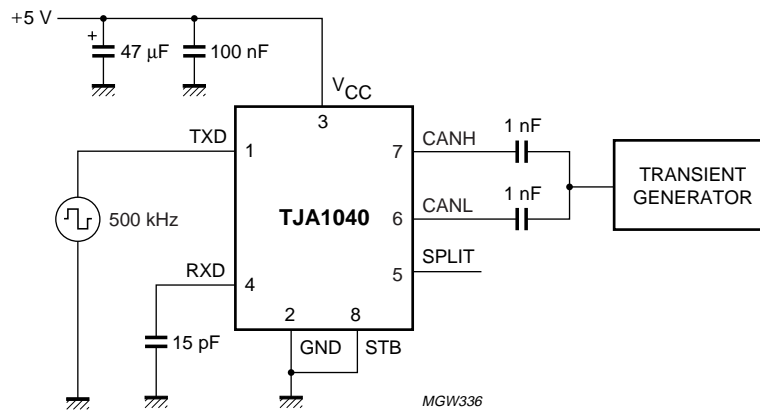 +5 V
+
47 µF
100 nF
VCC
TXD
3
1
CANH
7
1 nF
TRANSIENT
GENERATOR
500 kHz
TJA1040
CANL
6
1 nF
SPLIT
5
RXD
4
15 pF
2
8
GND
STB
MGW336